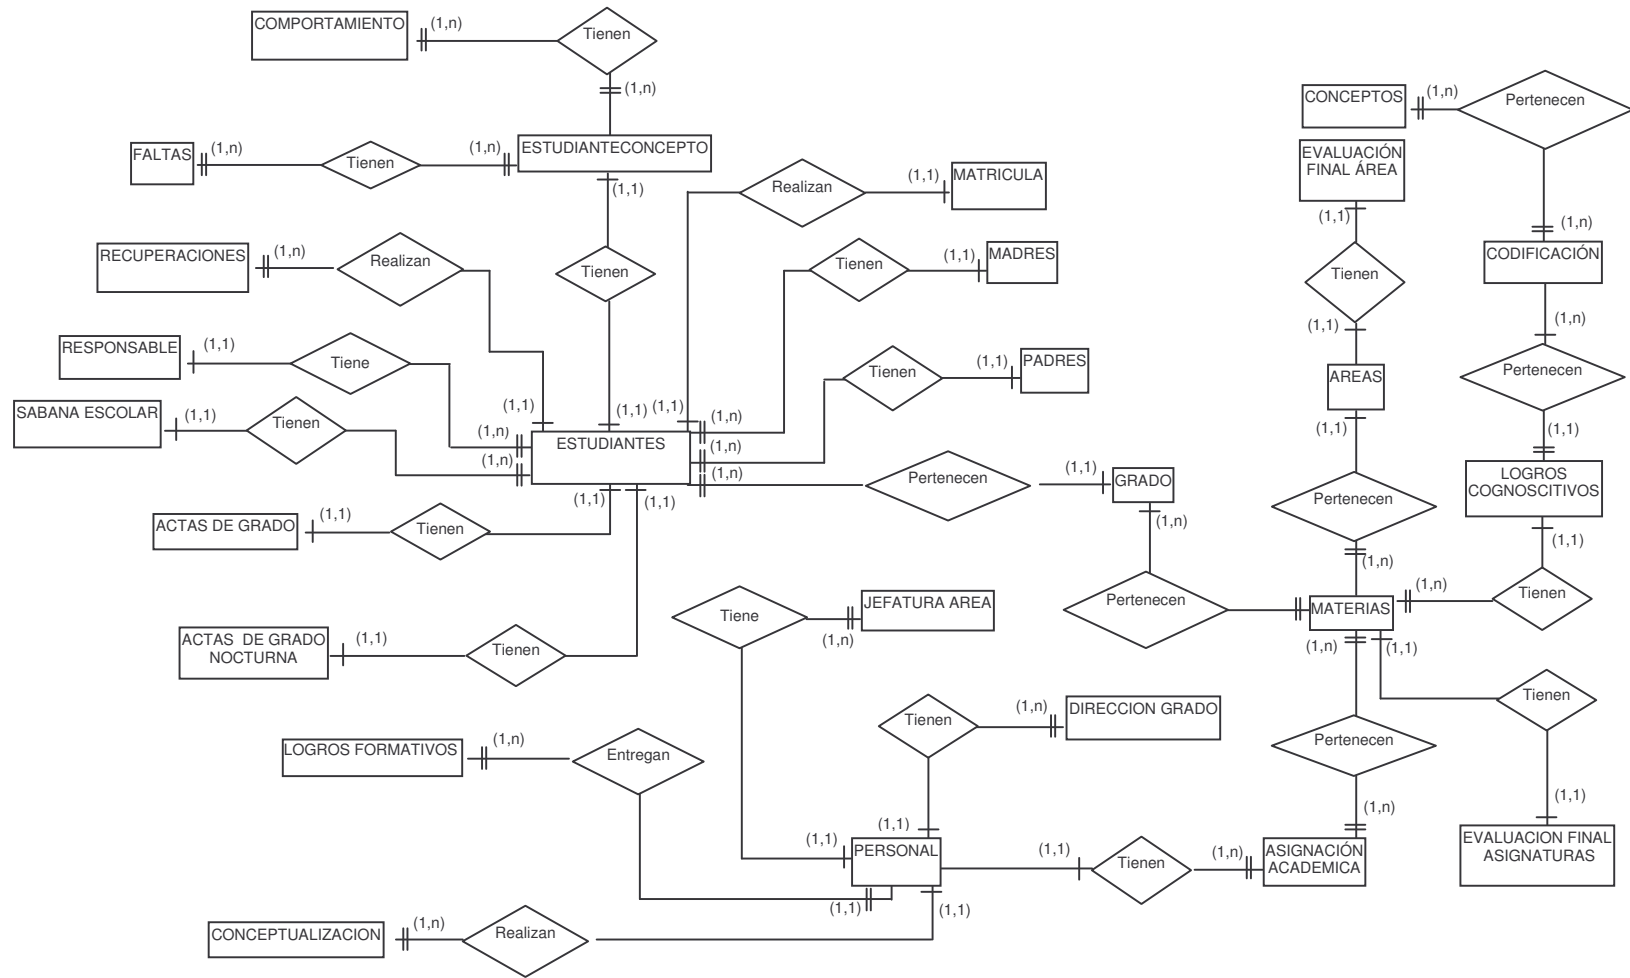 COMPORTAMIENTO
(1,n)
Tienen
(1,n)
FALTAS
(1,n)
Tienen
(1,n)
ESTUDIANTECONCEPTO
(1,1)
Realizan
(1,1)
MATRICULA
RECUPERACIONES
(1,n)
Realizan
Tienen
Tienen
(1,1)
MADRES
RESPONSABLE
(1,1)
Tiene
Tienen
(1,1)
PADRES
SABANA ESCOLAR
(1,1)
Tienen
(1,1)
(1,1)
(1,1)
(1,n)
(1,n)
ESTUDIANTES
(1,n)
(1,n)
(1,n)
(1,n)
Pertenecen
(1,1)
GRADO
(1,n)
(1,1)
(1,1)
ACTAS DE GRADO
(1,1)
Tienen
ACTAS DE GRADO
NOCTURNA
(1,1)
Tienen
Tiene
(1,n)
JEFATURA AREA
Pertenecen
CONCEPTOS
(1,n)
Pertenecen
(1,n)
EVALUACIÓN
FINAL ÁREA
(1,1)
Tienen
(1,1)
CODIFICACIÓN
(1,n)
Pertenecen
(1,1)
AREAS
(1,1)
Pertenecen
(1,n)
LOGROS
COGNOSCITIVOS
(1,1)
Tienen
(1,n)
MATERIAS
(1,n)
(1,1)
Tienen
(1,1)
Pertenecen
(1,n)
EVALUACION FINAL
ASIGNATURAS
Tienen
(1,n)
DIRECCION GRADO
LOGROS FORMATIVOS
(1,n)
Entregan
(1,1)
(1,1)
PERSONAL
(1,1)
Tienen
(1,n)
ASIGNACIÓN
ACADEMICA
(1,1)
(1,1)
CONCEPTUALIZACION
(1,n)
Realizan